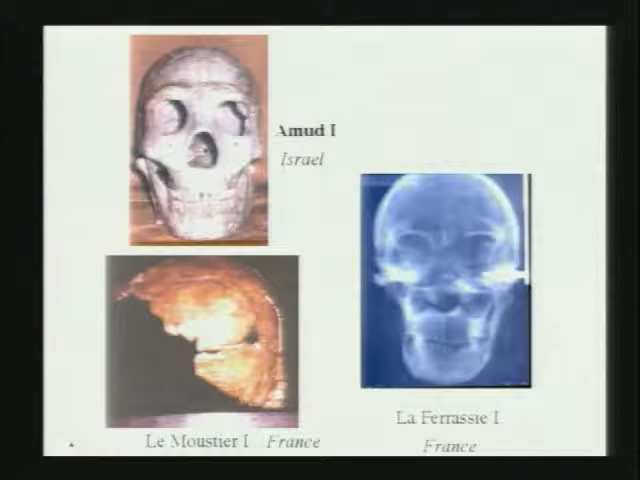 Amud I
Israel
La Ferrassie I
France
Le Moustier I France